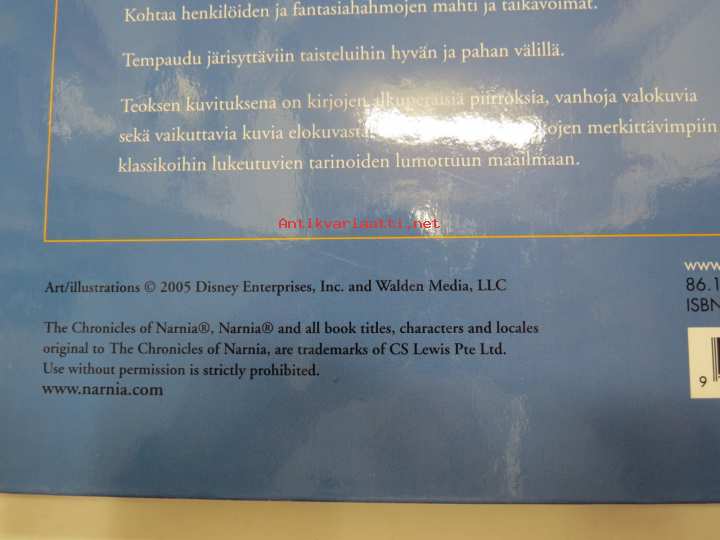 Kohtaa henkilöiden ja fantasiahahmojen mahti ja taikavoimat.
Tempaudu järisyttäviin taisteluihin hyvän ja pahan välillä.
Teoksen kuvituksena on kirjojen alkuperäisiä piirroksia, vanhoja valokuvia
sekä vaikuttavia kuvia elokuvasta merkittävimpiin
klassikoihin lukeutuvien tarinoiden lumottuun maailmaan.
Antikvariaatti.net
Art/illustrations © 2005 Disney Enterprises, Inc. and Walden Media, LLC
The Chronicles of Narnia®, Narnia® and all book titles, characters and locales
original to The Chronicles of Narnia, are trademarks of CS Lewis Pte Ltd.
Use without permission is strictly prohibited.
www.narnia.com
www
86.1
ISBN
9